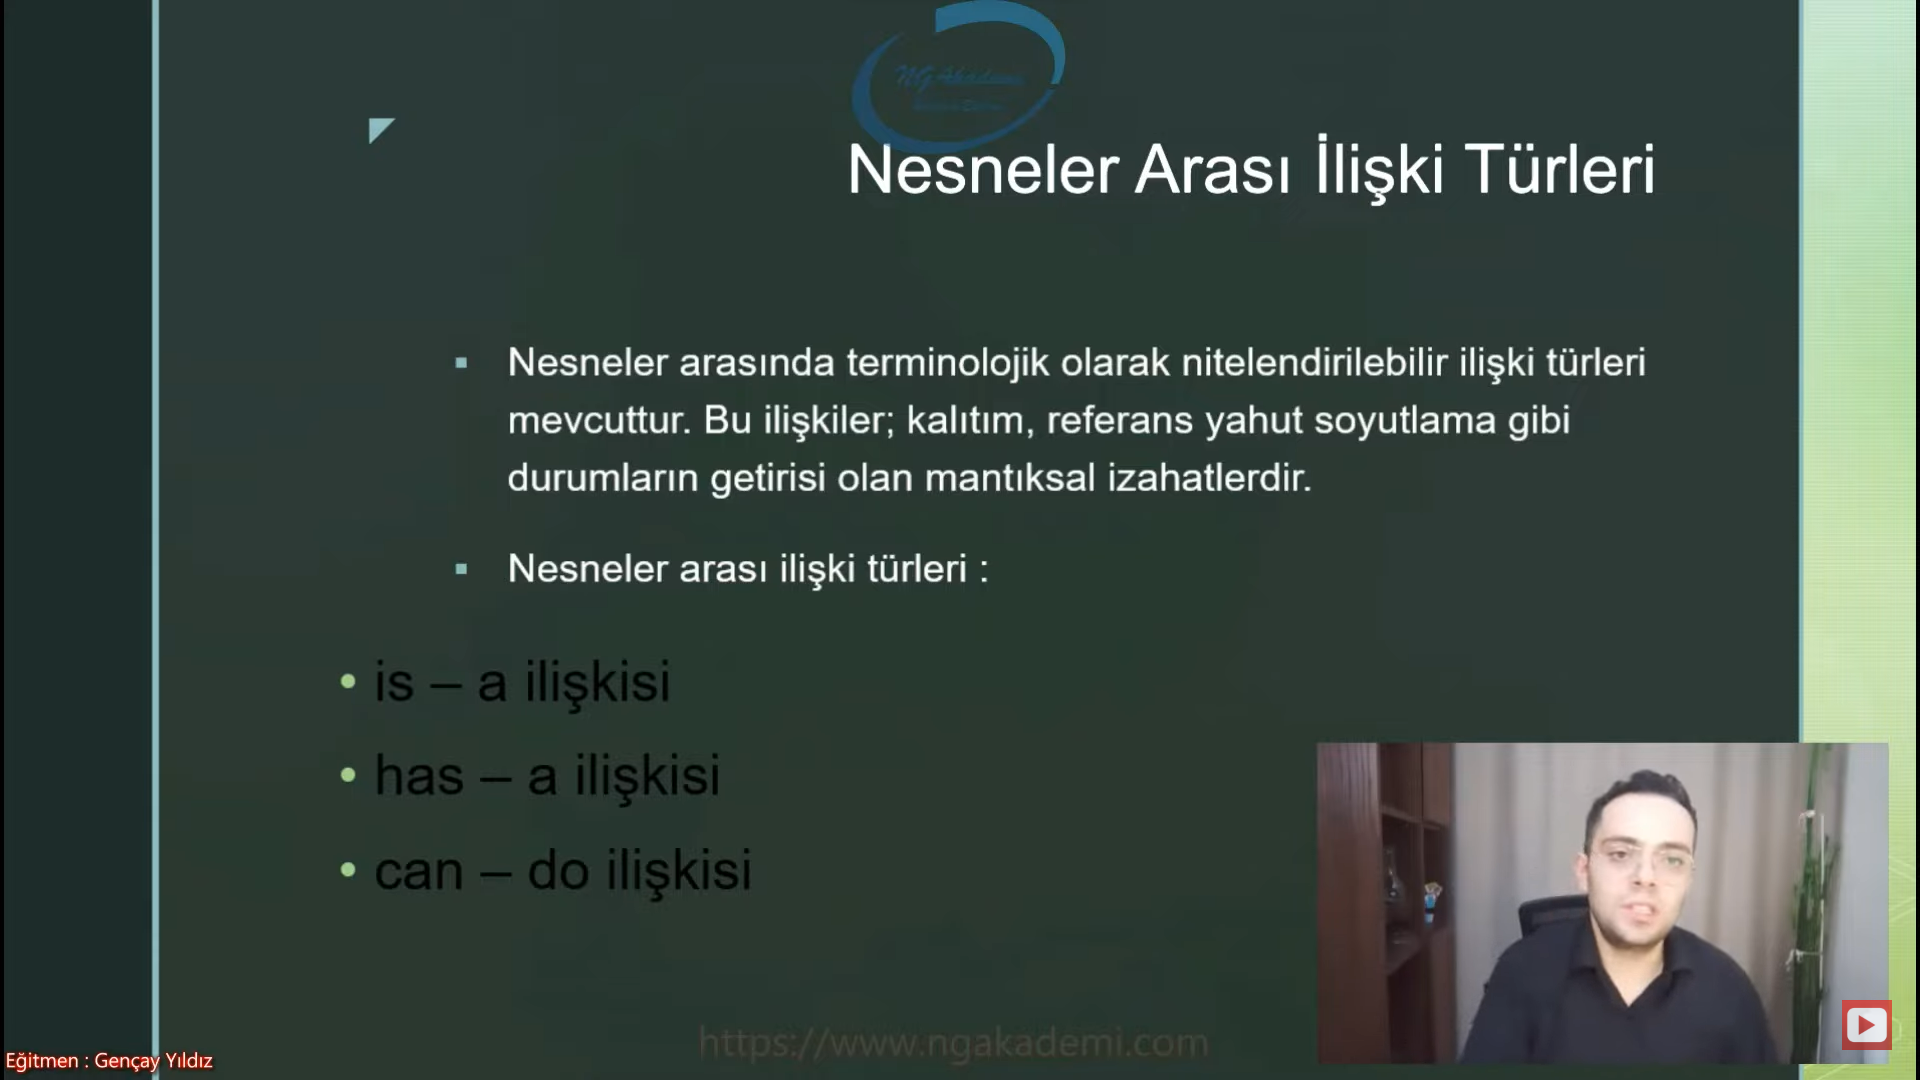 NG Akademi
Nesneler Arası İlişki Türleri
Nesneler arasında terminolojik olarak nitelendirilebilir ilişki türleri
mevcuttur. Bu ilişkiler; kalıtım, referans yahut soyutlama gibi
durumların getirisi olan mantıksal izahatlerdir.
Nesneler arası ilişki türleri :
• is – a ilişkisi
• has – a ilişkisi
• can – do ilişkisi
https://www.ngakademi.com
Eğitmen : Gençay Yıldız